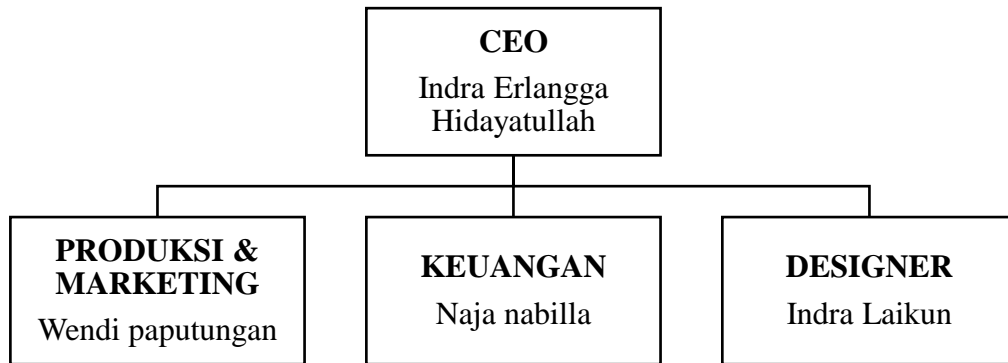 CEO
Indra Erlangga
Hidayatullah
PRODUKSI &
MARKETING
Wendi paputungan
KEUANGAN
Naja nabilla
DESIGNER
Indra Laikun